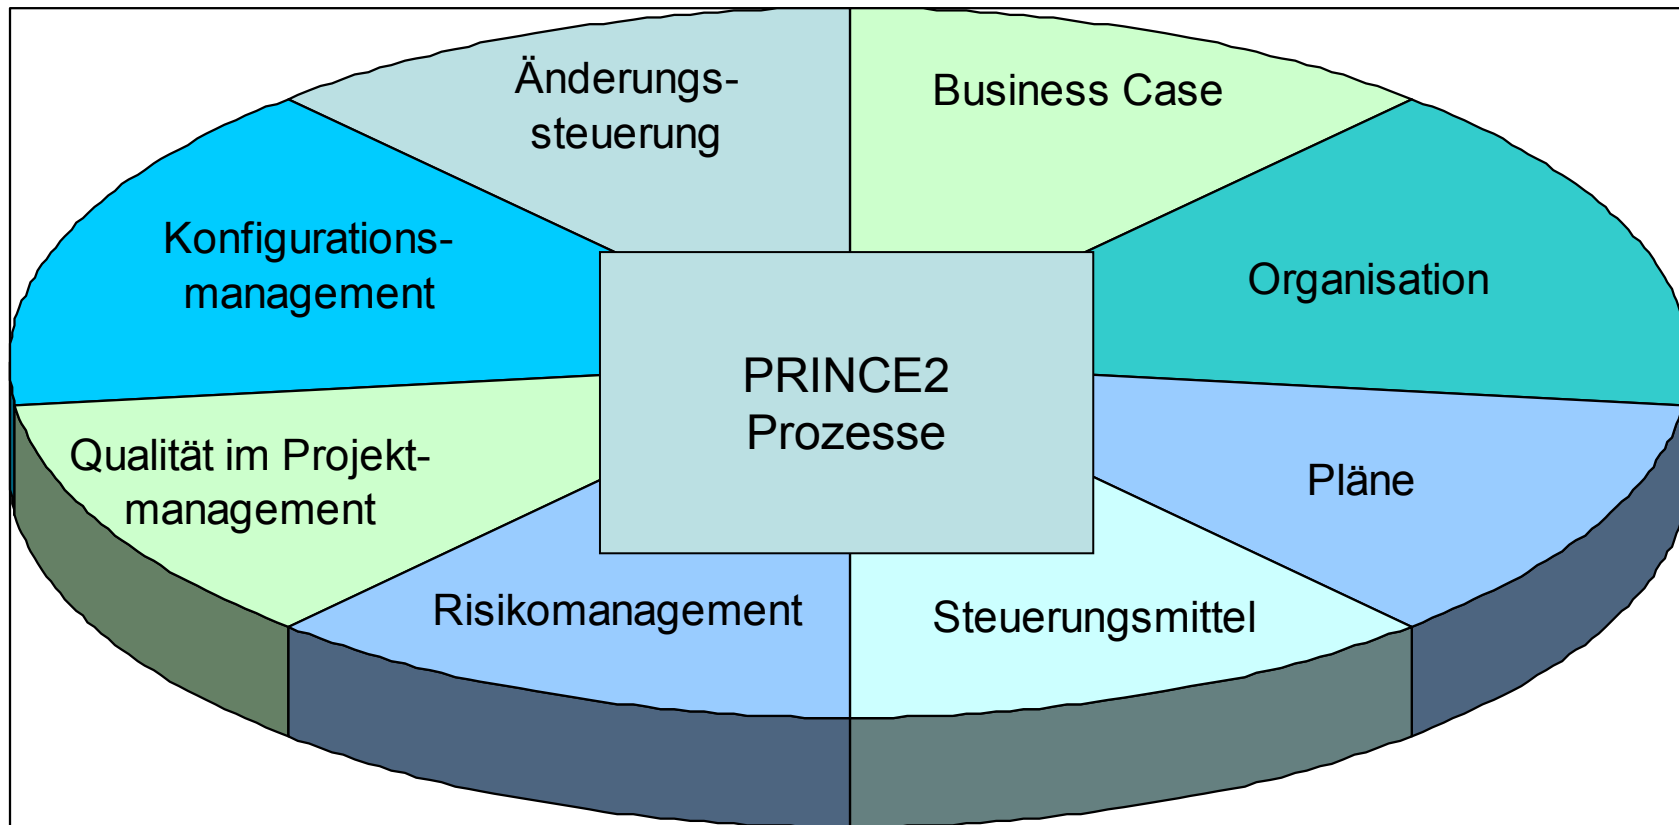 Änderungs-
steuerung
Business Case
Konfigurations-
management
Organisation
PRINCE2
Prozesse
Qualität im Projekt-
management
Pläne
Risikomanagement
Steuerungsmittel